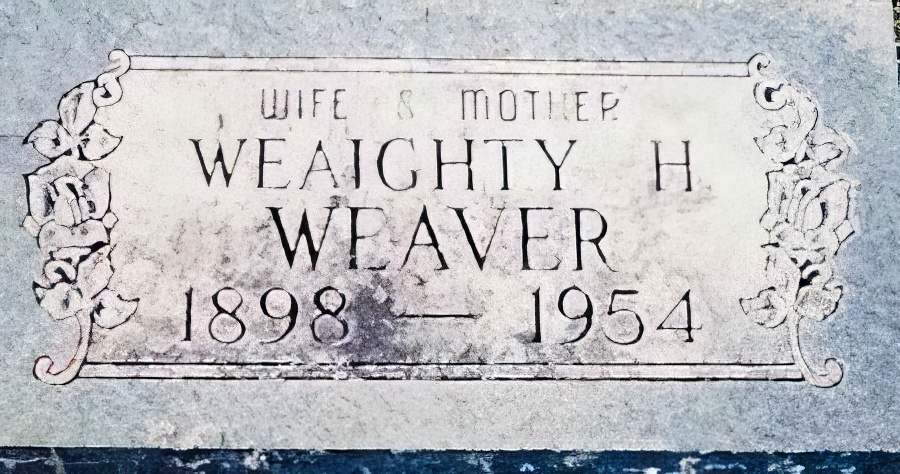 WIFE & MOTHER
WEAIGHTY H
WEAVER
1898 — 1954